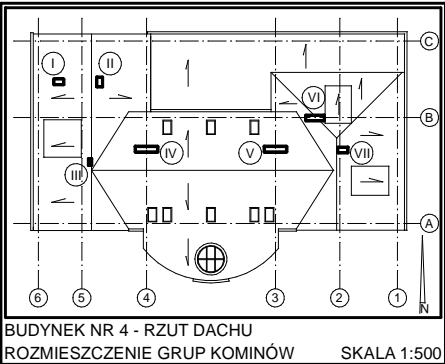 C
I
II
VI
B
III
IV
V
VII
A
6 5 4 3 2 1
N
BUDYNEK NR 4 - RZUT DACHU
ROZMIESZCZENIE GRUP KOMINÓW SKALA 1:500